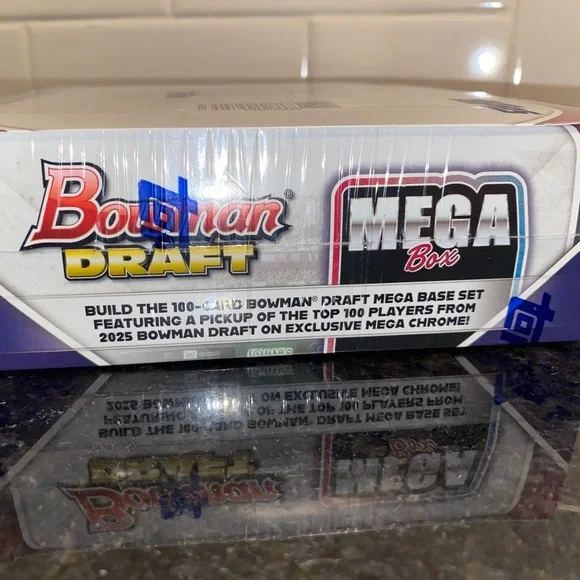 Bowman®
DRAFT
MEGA
Box
BUILD THE 100-CARD BOWMAN® DRAFT MEGA BASE SET
FEATURING A PICKUP OF THE TOP 100 PLAYERS FROM
2025 BOWMAN DRAFT ON EXCLUSIVE MEGA CHROME!